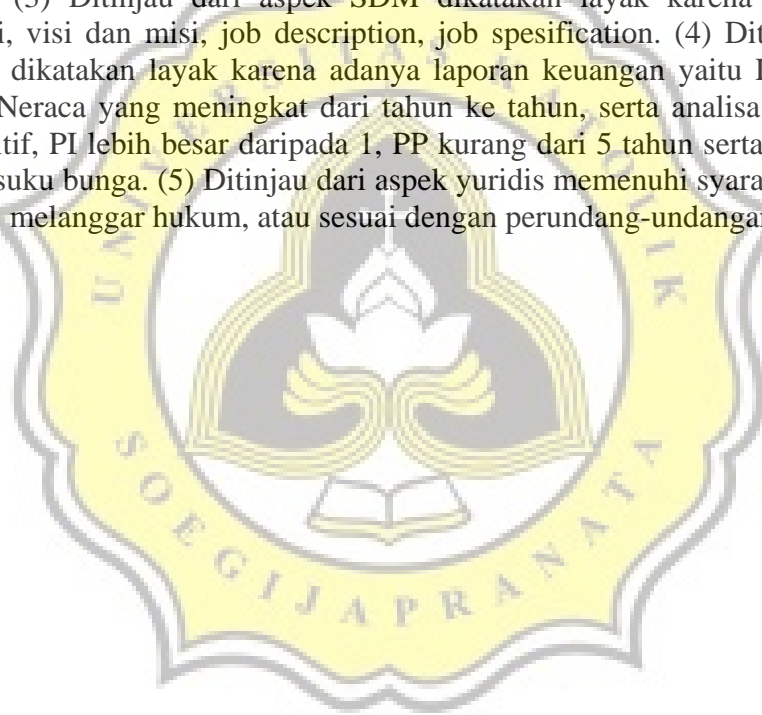 (3) Ditinjau dari aspek SDM dikatakan layak karena
i, visi dan misi, job description, job spesification. (4) Dit
dikatakan layak karena adanya laporan keuangan yaitu
Neraca yang meningkat dari tahun ke tahun, serta analisa
tif, PI lebih besar daripada 1, PP kurang dari 5 tahun serta
suku bunga. (5) Ditinjau dari aspek yuridis memenuhi syara
melanggar hukum, atau sesuai dengan perundang-undangan
UNIVERSITAS KATOLIK
SOEGIJAPRANATA